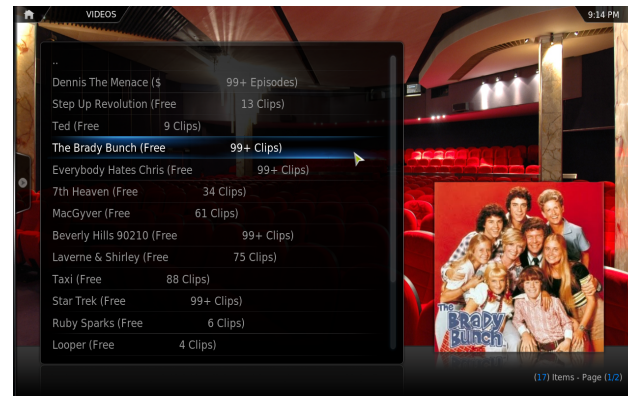 VIDEOS
9:14 PM
..
Dennis The Menace ($ 99+ Episodes)
Step Up Revolution (Free 13 Clips)
Ted (Free 9 Clips)
The Brady Bunch (Free 99+ Clips)
Everybody Hates Chris (Free 99+ Clips)
7th Heaven (Free 34 Clips)
MacGyver (Free 61 Clips)
Beverly Hills 90210 (Free 99+ Clips)
Laverne & Shirley (Free 75 Clips)
Taxi (Free 88 Clips)
Star Trek (Free 99+ Clips)
Ruby Sparks (Free 6 Clips)
Looper (Free 4 Clips)
THE
BRADY
BUNCH
(17) Items - Page (1/2)